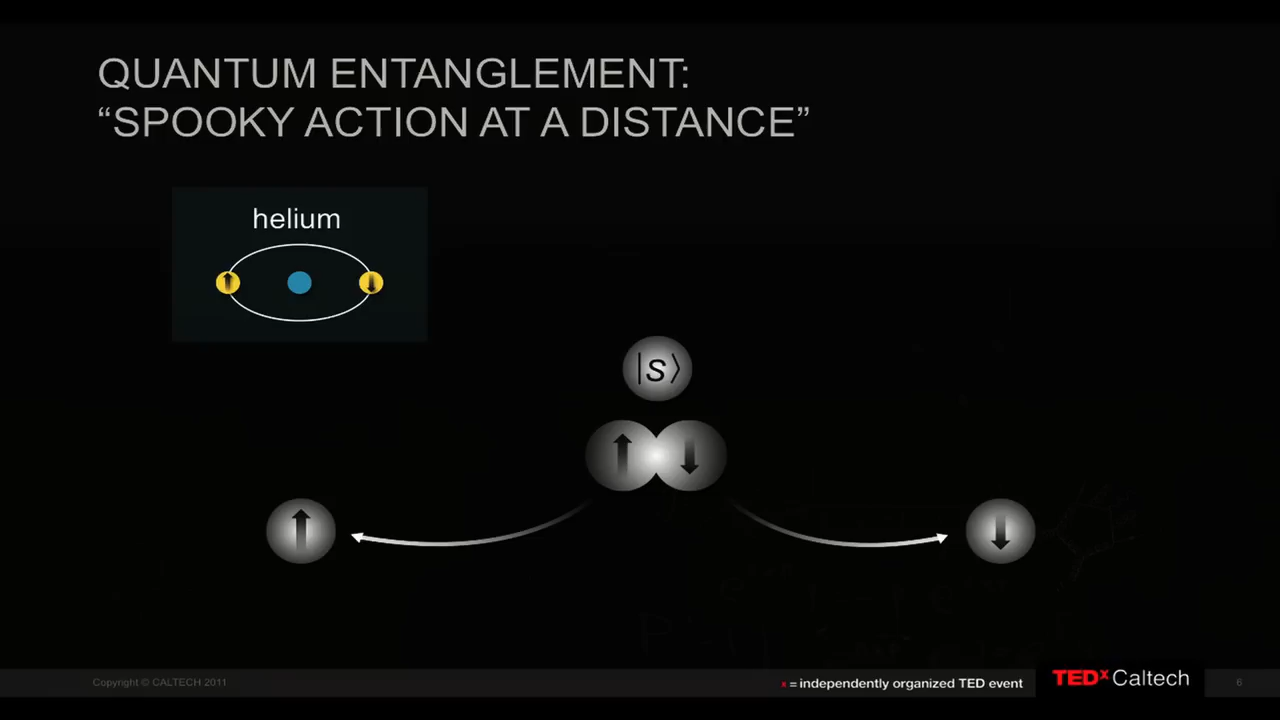 QUANTUM ENTANGLEMENT:
“SPOOKY ACTION AT A DISTANCE”
helium
|s⟩
Copyright © CALTECH 2011
x = independently organized TED event
TEDx Caltech
6